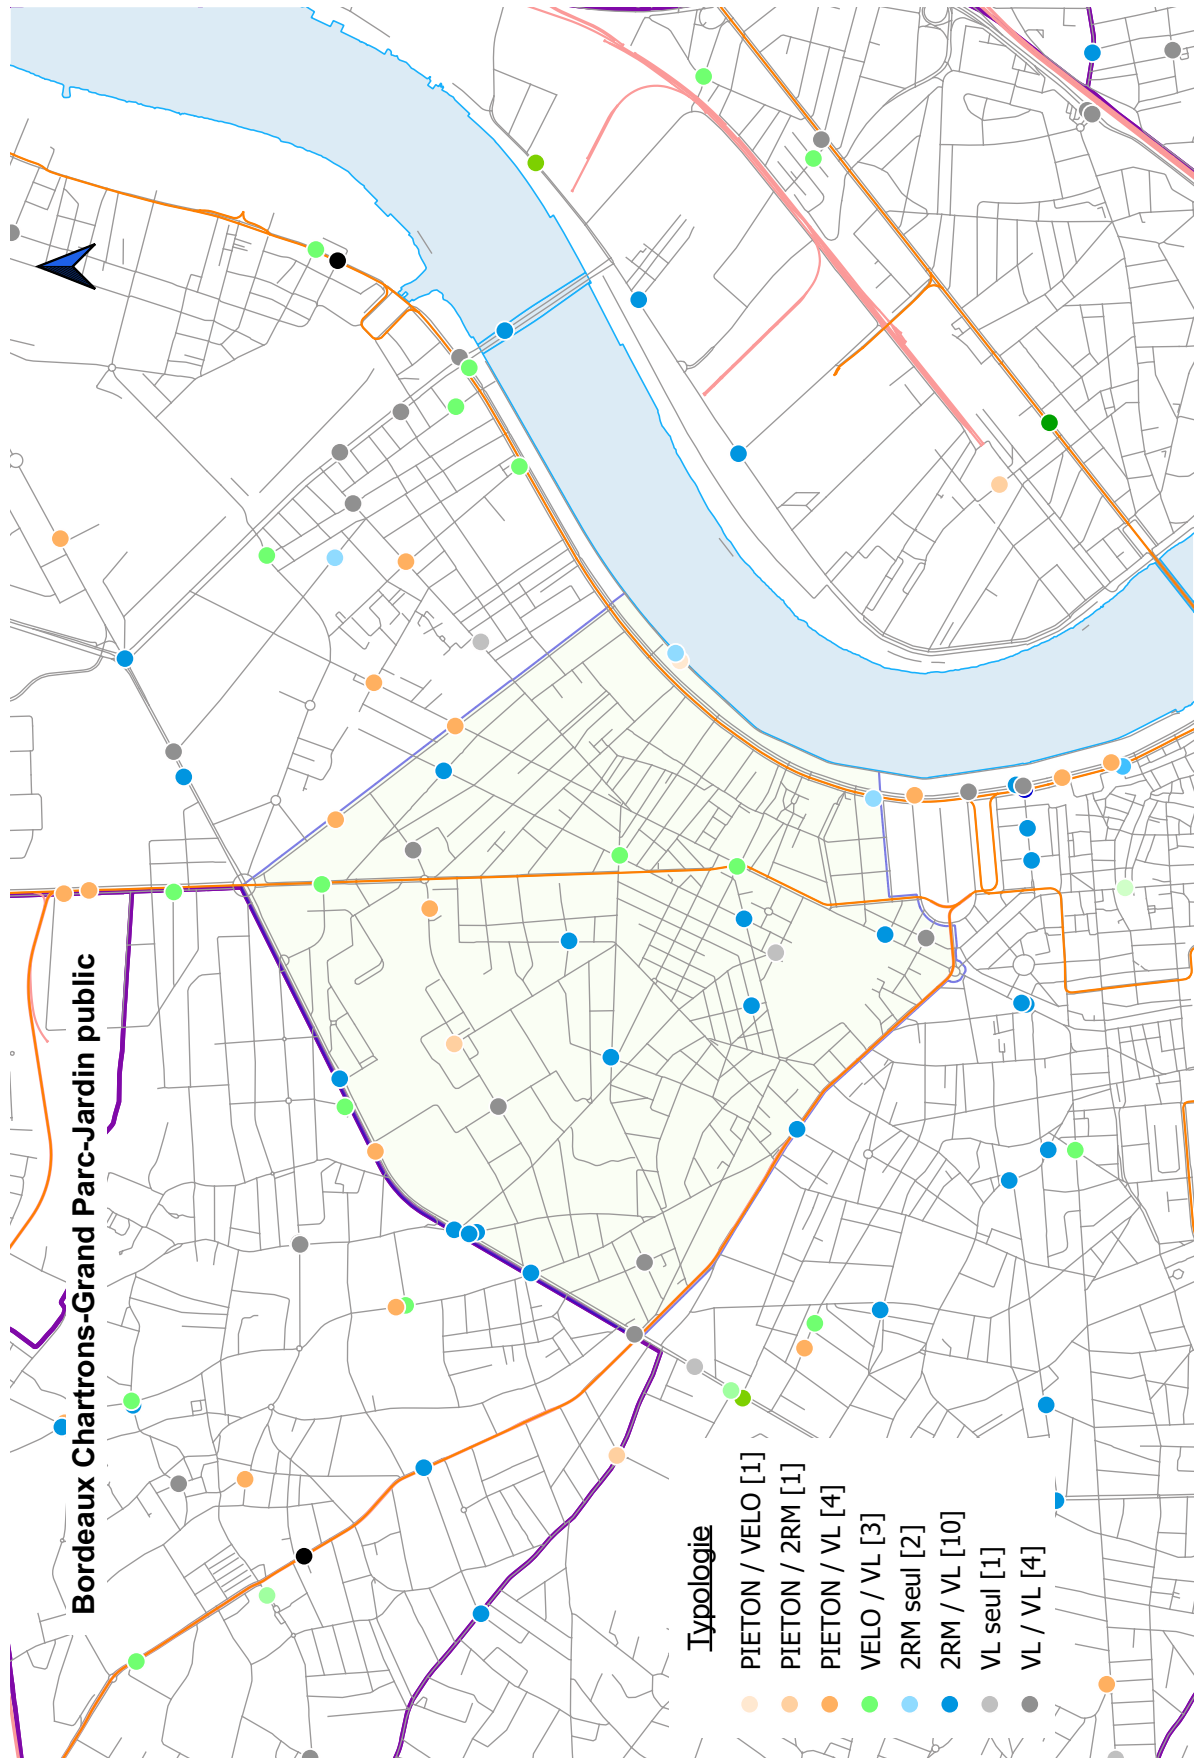 Bordeaux Chartrons-Grand Parc-Jardin public
Typologie
PIETON / VELO [1]
PIETON / 2RM [1]
PIETON / VL [4]
VELO / VL [3]
2RM seul [2]
2RM / VL [10]
VL seul [1]
VL / VL [4]